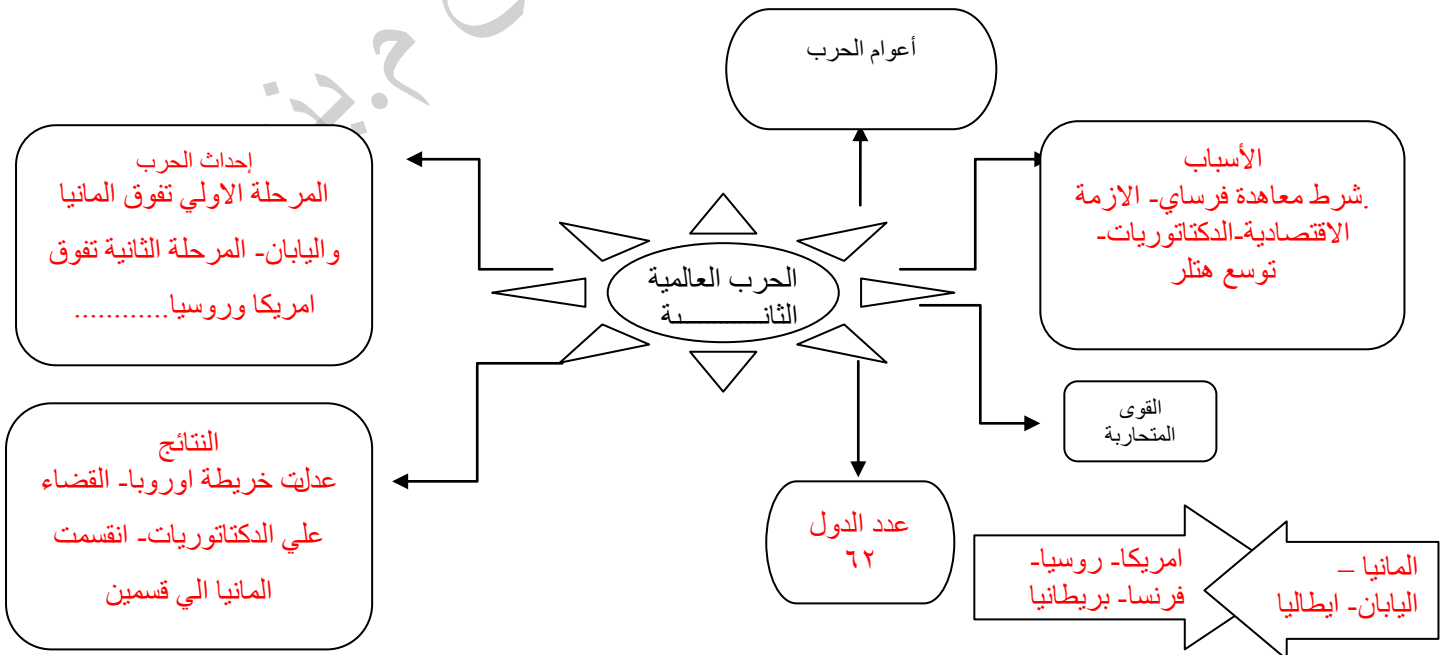 أعوام الحرب
الأسباب
.شرط معاهدة فرساي- الازمة
الاقتصادية-الدكتاتوريات-
توسع هتلر
إحداث الحرب
المرحلة الاولي تفوق المانيا
واليابان- المرحلة الثانية تفوق
امريكا وروسيا............
الحرب العالمية
الثانـــــــــــية
القوى
المتحاربة
النتائج
عدلت خريطة اوروبا- القضاء
علي الدكتاتوريات- انقسمت
المانيا الي قسمين
عدد الدول
٦٢
امريكا- روسيا-
فرنسا- بريطانيا
المانيا –
اليابان- ايطاليا